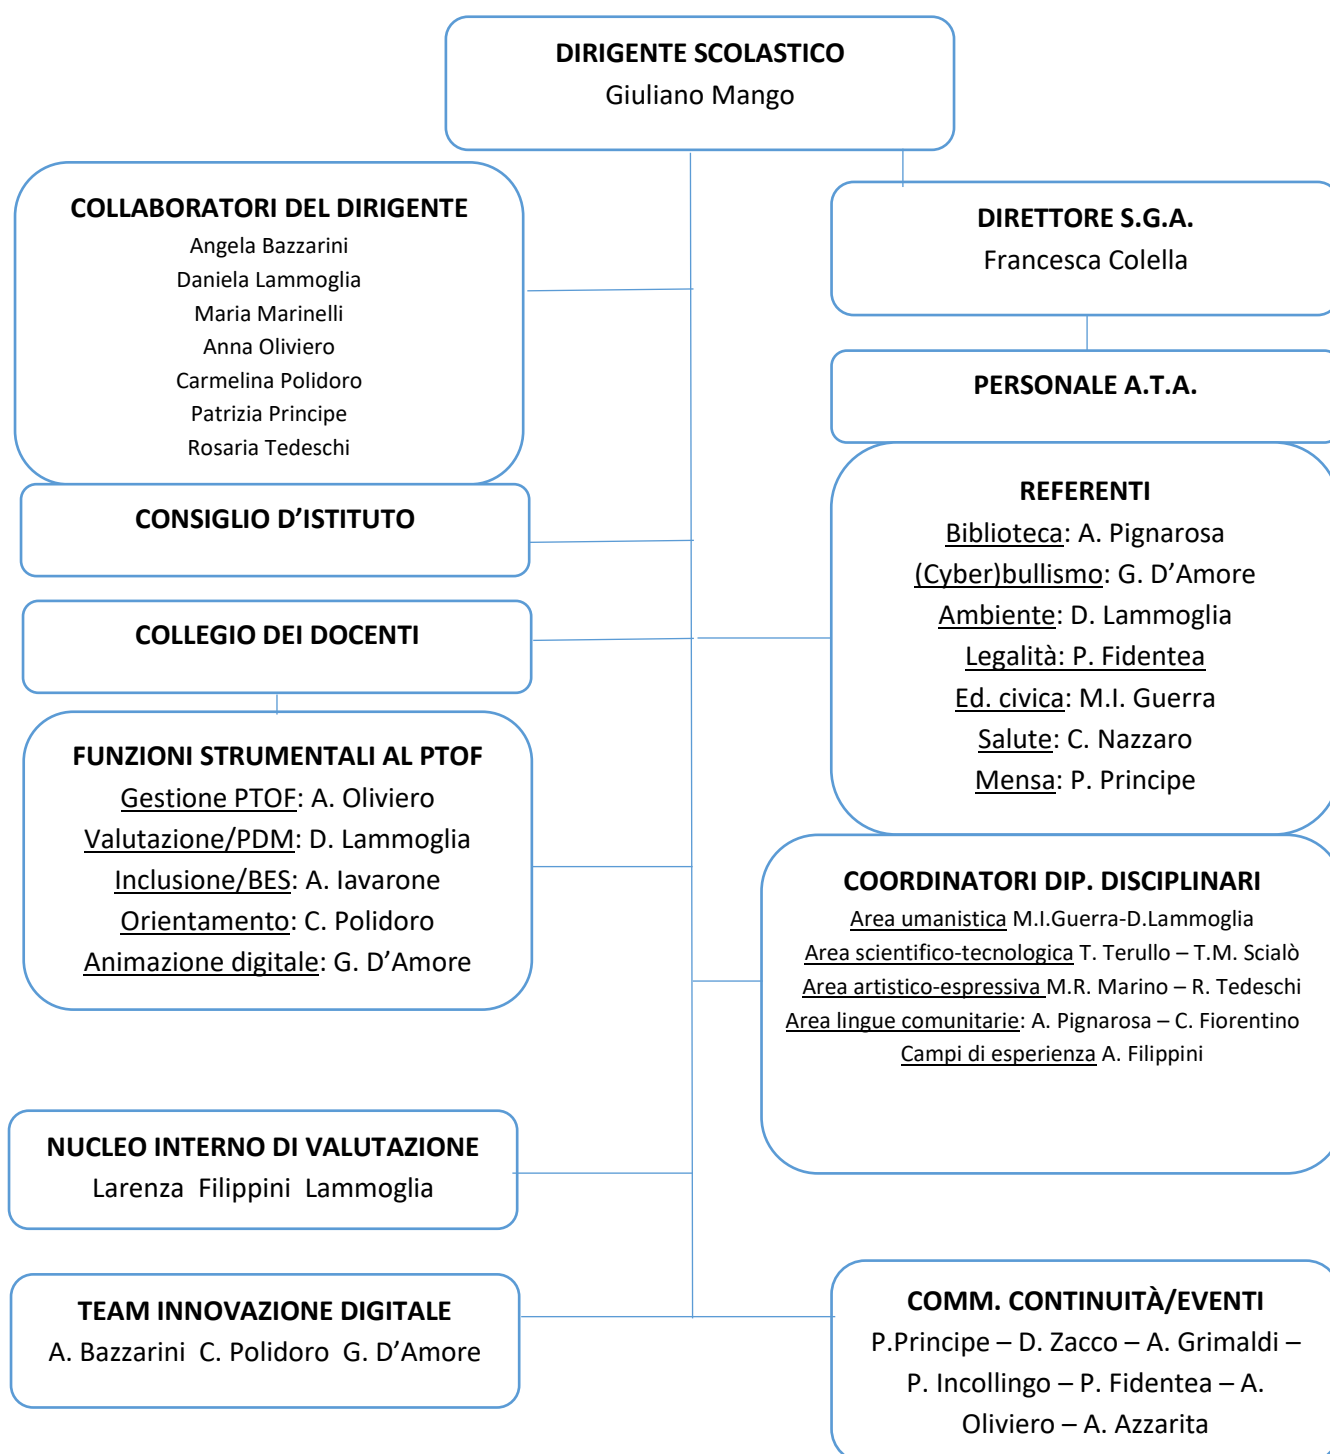 DIRIGENTE SCOLASTICO
Giuliano Mango
COLLABORATORI DEL DIRIGENTE
Angela Bazzarini
Daniela Lammoglia
Maria Marinelli
Anna Oliviero
Carmelina Polidoro
Patrizia Principe
Rosaria Tedeschi
DIRETTORE S.G.A.
Francesca Colella
PERSONALE A.T.A.
CONSIGLIO D’ISTITUTO
COLLEGIO DEI DOCENTI
REFERENTI
Biblioteca: A. Pignarosa
(Cyber)bullismo: G. D’Amore
Ambiente: D. Lammoglia
Legalità: P. Fidentea
Ed. civica: M.I. Guerra
Salute: C. Nazzaro
Mensa: P. Principe
FUNZIONI STRUMENTALI AL PTOF
Gestione PTOF: A. Oliviero
Valutazione/PDM: D. Lammoglia
Inclusione/BES: A. Iavarone
Orientamento: C. Polidoro
Animazione digitale: G. D’Amore
COORDINATORI DIP. DISCIPLINARI
Area umanistica M.I.Guerra-D.Lammoglia
Area scientifico-tecnologica T. Terullo – T.M. Scialò
Area artistico-espressiva M.R. Marino – R. Tedeschi
Area lingue comunitarie: A. Pignarosa – C. Fiorentino
Campi di esperienza A. Filippini
NUCLEO INTERNO DI VALUTAZIONE
Larenza  Filippini  Lammoglia
TEAM INNOVAZIONE DIGITALE
A. Bazzarini  C. Polidoro  G. D’Amore
COMM. CONTINUITÀ/EVENTI
P.Principe – D. Zacco – A. Grimaldi –
P. Incollingo – P. Fidentea – A.
Oliviero – A. Azzarita